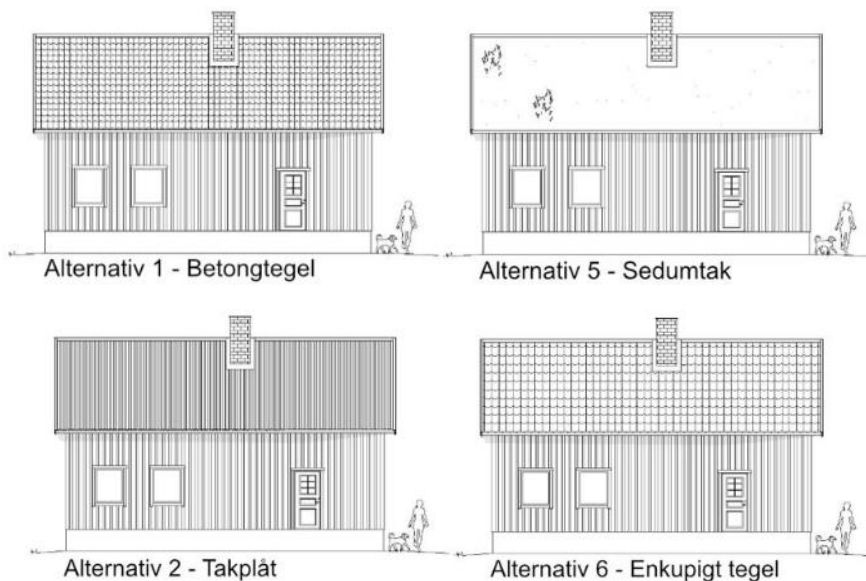 Alternativ 1 - Betongtegel
Alternativ 5 - Sedumtak
Alternativ 2 - Takplåt
Alternativ 6 - Enkupigt tegel